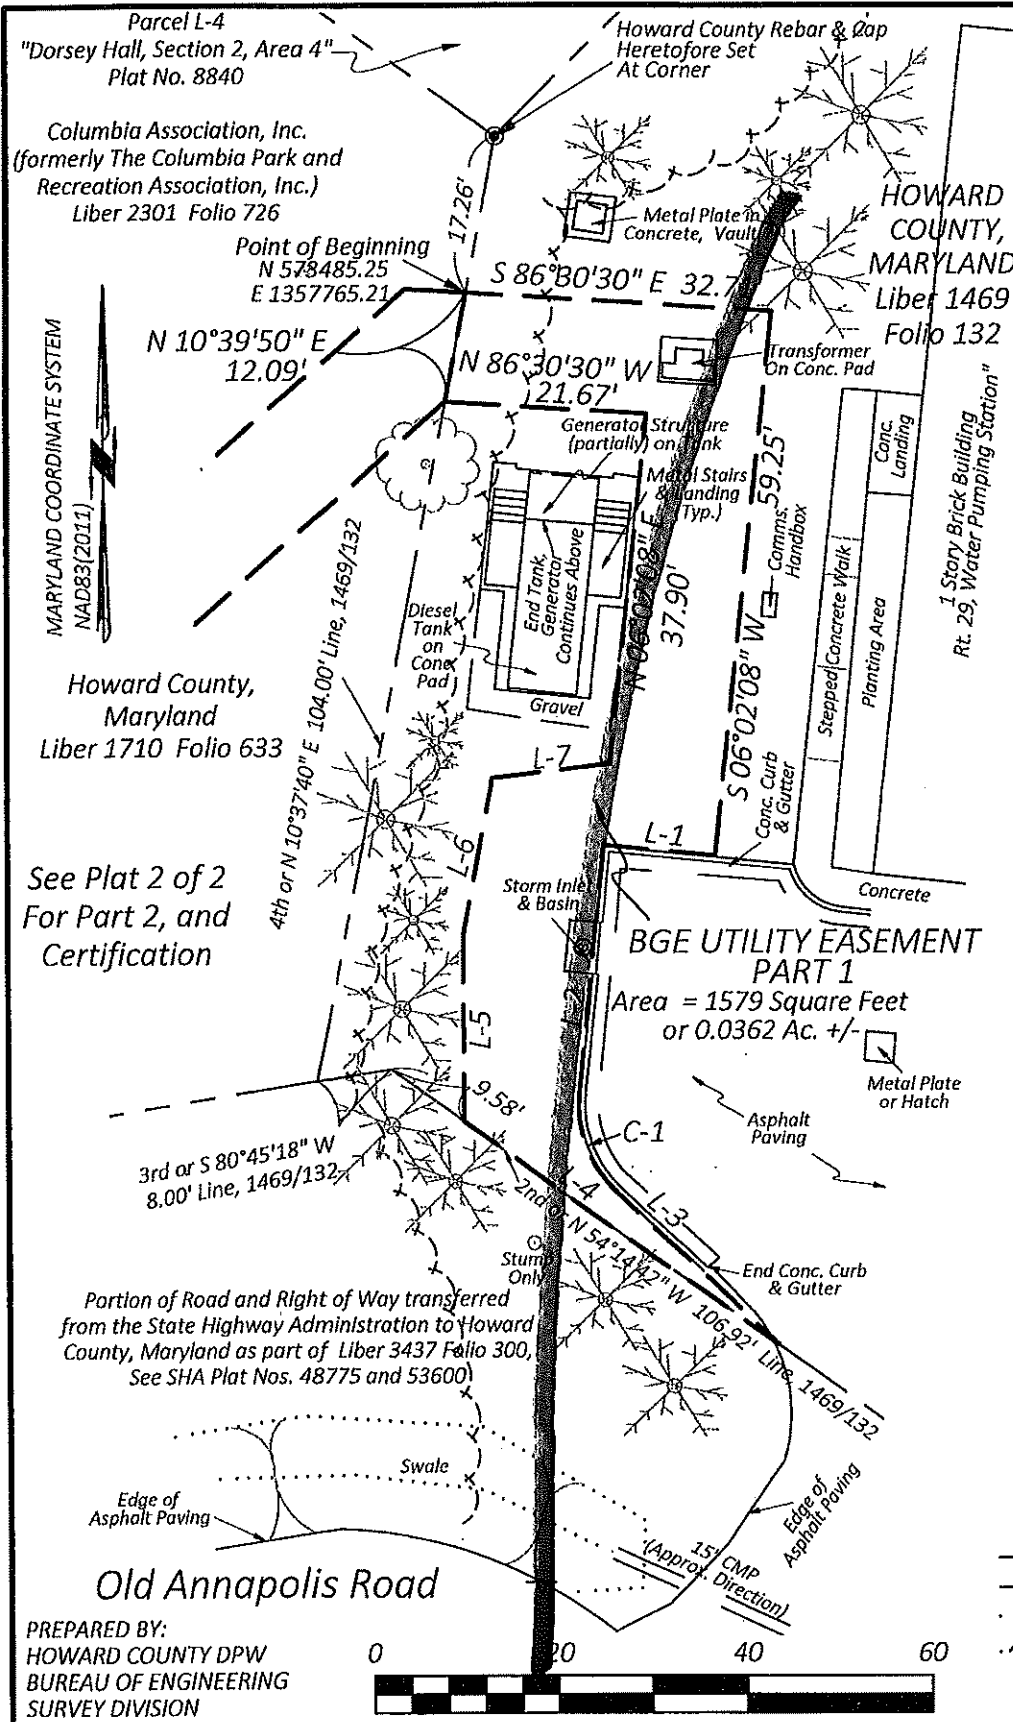 Parcel L-4
"Dorsey Hall, Section 2, Area 4"
Plat No. 8840
Howard County Rebar & Cap
Heretofore Set
At Corner
Columbia Association, Inc.
(formerly The Columbia Park and
Recreation Association, Inc.)
Liber 2301 Folio 726
17.26'
Metal Plate in
Concrete, Vault
HOWARD
COUNTY,
MARYLAND
Liber 1469
Folio 132
Point of Beginning
N 578485.25
E 1357765.21
S 86°30'30" E 32.7
N 10°39'50" E
12.09'
N 86°30'30" W
21.67'
Transformer
On Conc. Pad
MARYLAND COORDINATE SYSTEM
NAD83(2011)
Generator Structure
(partially) on Tank
Metal Stairs
& Landing
(Typ.)
End Tank,
Generator
Continues Above
N 06°02'08" E
37.90'
S 06°02'08" W 59.25'
Comms.
Handbox
Conc.
Landing
Stepped Concrete Walk
Planting Area
1 Story Brick Building
Rt. 29, Water Pumping Station"
4th or N 10°37'40" E 104.00' Line, 1469/132
Diesel
Tank
on
Conc.
Pad
Gravel
Howard County,
Maryland
Liber 1710 Folio 633
L-7
L-1
Conc. Curb
& Gutter
Concrete
L-6
See Plat 2 of 2
For Part 2, and
Certification
Storm Inlet
& Basin
BGE UTILITY EASEMENT
PART 1
Area = 1579 Square Feet
or 0.0362 Ac. +/-
L-5
L-2
Metal Plate
or Hatch
9.58'
C-1
Asphalt
Paving
3rd or S 80°45'18" W
8.00' Line, 1469/132
L-4
L-3
2nd or N 54°14'42" W 106.92' Line, 1469/132
Stump
Only
End Conc. Curb
& Gutter
Portion of Road and Right of Way transferred
from the State Highway Administration to Howard
County, Maryland as part of Liber 3437 Folio 300,
See SHA Plat Nos. 48775 and 53600
Swale
Edge of
Asphalt Paving
Edge of
Asphalt Paving
15" CMP
(Approx. Direction)
Old Annapolis Road
PREPARED BY:
HOWARD COUNTY DPW
BUREAU OF ENGINEERING
SURVEY DIVISION
0 20 40 60